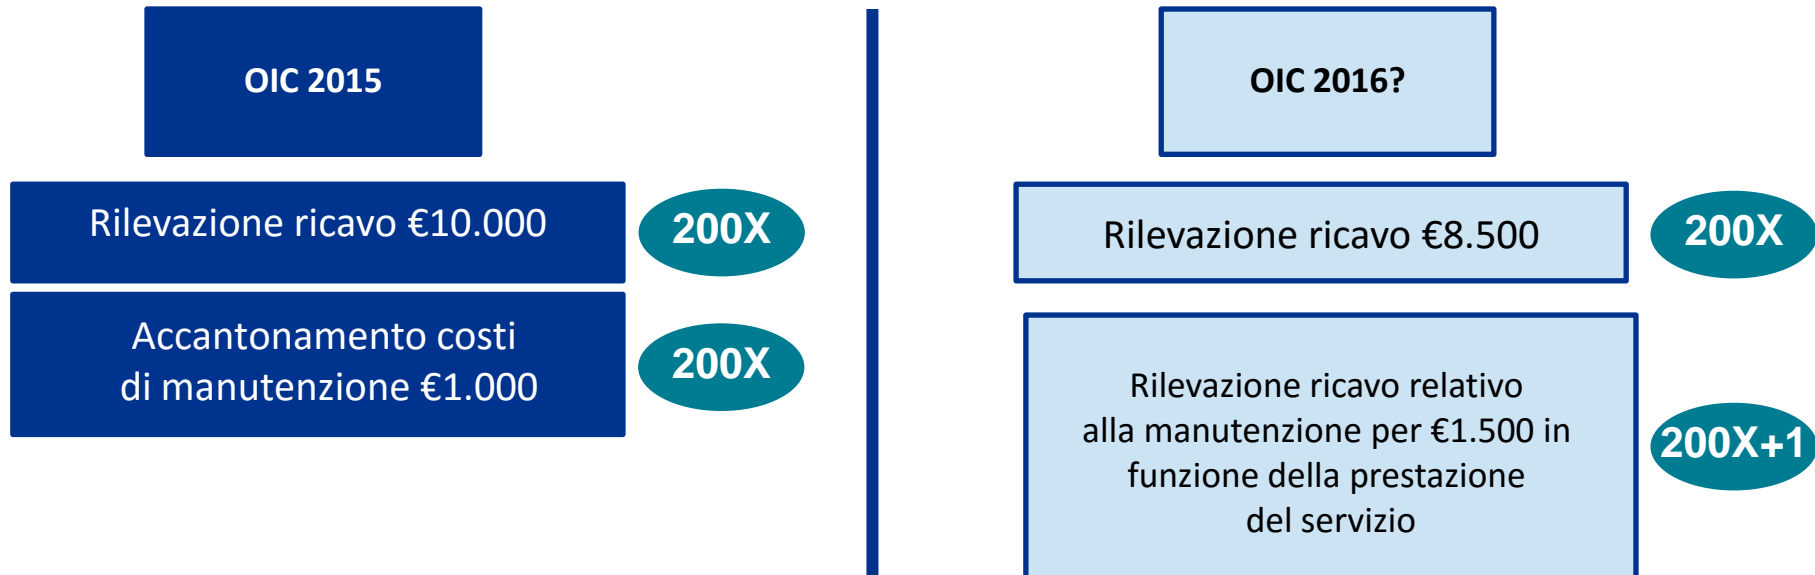 OIC 2015
Rilevazione ricavo €10.000
200X
Accantonamento costi
di manutenzione €1.000
200X
OIC 2016?
Rilevazione ricavo €8.500
200X
Rilevazione ricavo relativo
alla manutenzione per €1.500 in
funzione della prestazione
del servizio
200X+1